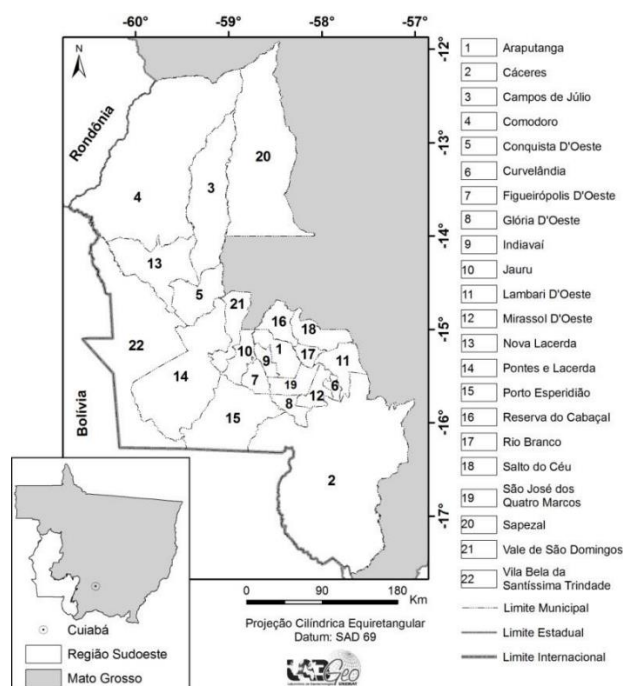 -60° -59° -58° -57°
N
-12°
-13°
-14°
-15°
-16°
-17°
Rondônia
Bolívia
20
3
4
13
5
21
16
18
22
10
1
17
9
11
14
7
19
6
12
8
15
2
Cuiabá
Região Sudoeste
Mato Grosso
0 90 180
Km
Projeção Cilíndrica Equiretangular
Datum: SAD 69
1 Araputanga
2 Cáceres
3 Campos de Júlio
4 Comodoro
5 Conquista D'Oeste
6 Curvelândia
7 Figueirópolis D'Oeste
8 Glória D'Oeste
9 Indiavaí
10 Jauru
11 Lambari D'Oeste
12 Mirassol D'Oeste
13 Nova Lacerda
14 Pontes e Lacerda
15 Porto Esperidião
16 Reserva do Cabaçal
17 Rio Branco
18 Salto do Céu
19 São José dos
Quatro Marcos
20 Sapezal
21 Vale de São Domingos
22 Vila Bela da
Santíssima Trindade
Limite Municipal
Limite Estadual
Limite Internacional